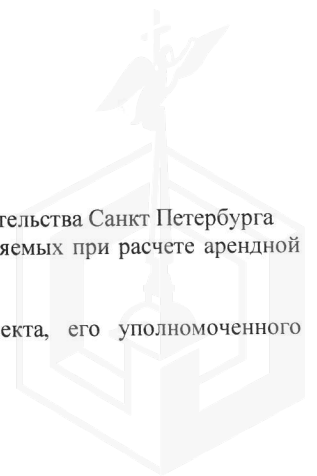 тельства Санкт Петербурга
яемых при расчете арендной
екта, его уполномоченного